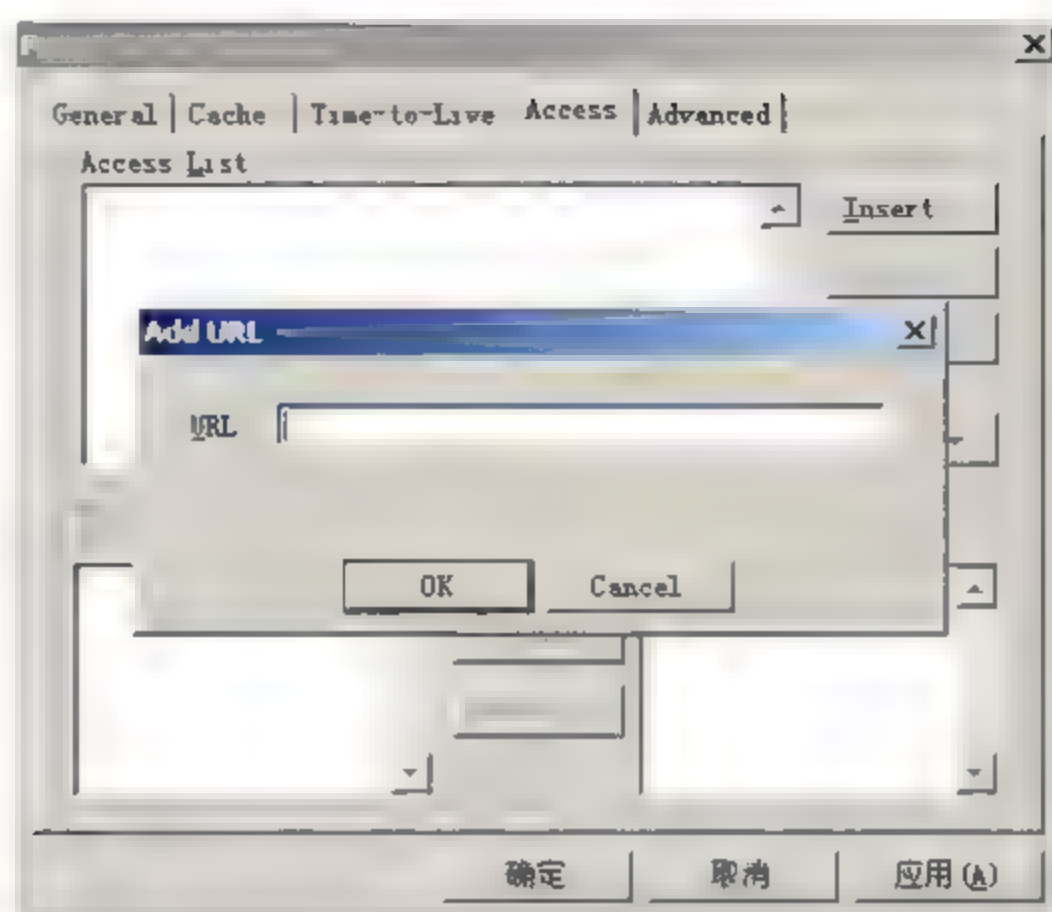 General Cache Time-to-Live Access Advanced
Access List
Insert
Add URL
URL
OK Cancel
确定 取消 应用(A)